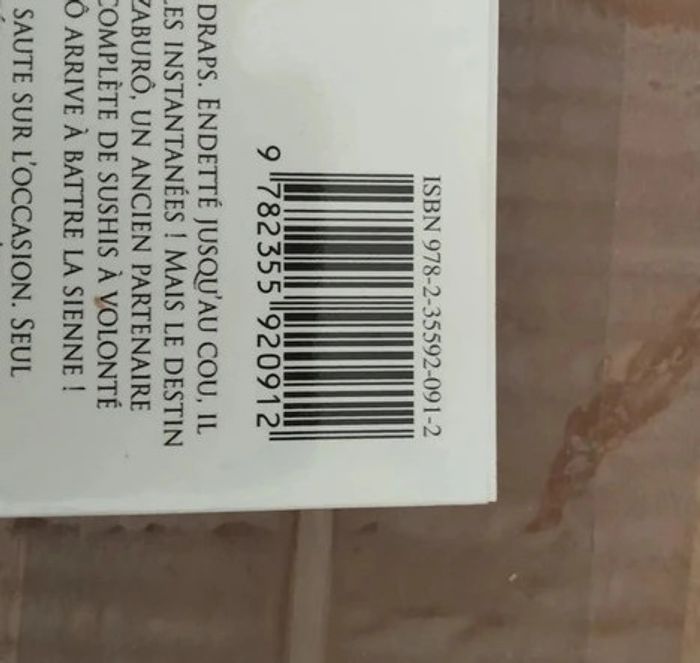 ISBN 978-2-35592-091-2
9 782355 920912
DRAPS. ENDETTÉ JUSQU'AU COU, IL
LES INSTANTANÉES ! MAIS LE DESTIN
ZABURÔ, UN ANCIEN PARTENAIRE
COMPLÈTE DE SUSHIS À VOLONTÉ
Ô ARRIVE À BATTRE LA SIENNE !
SAUTE SUR L'OCCASION. SEUL